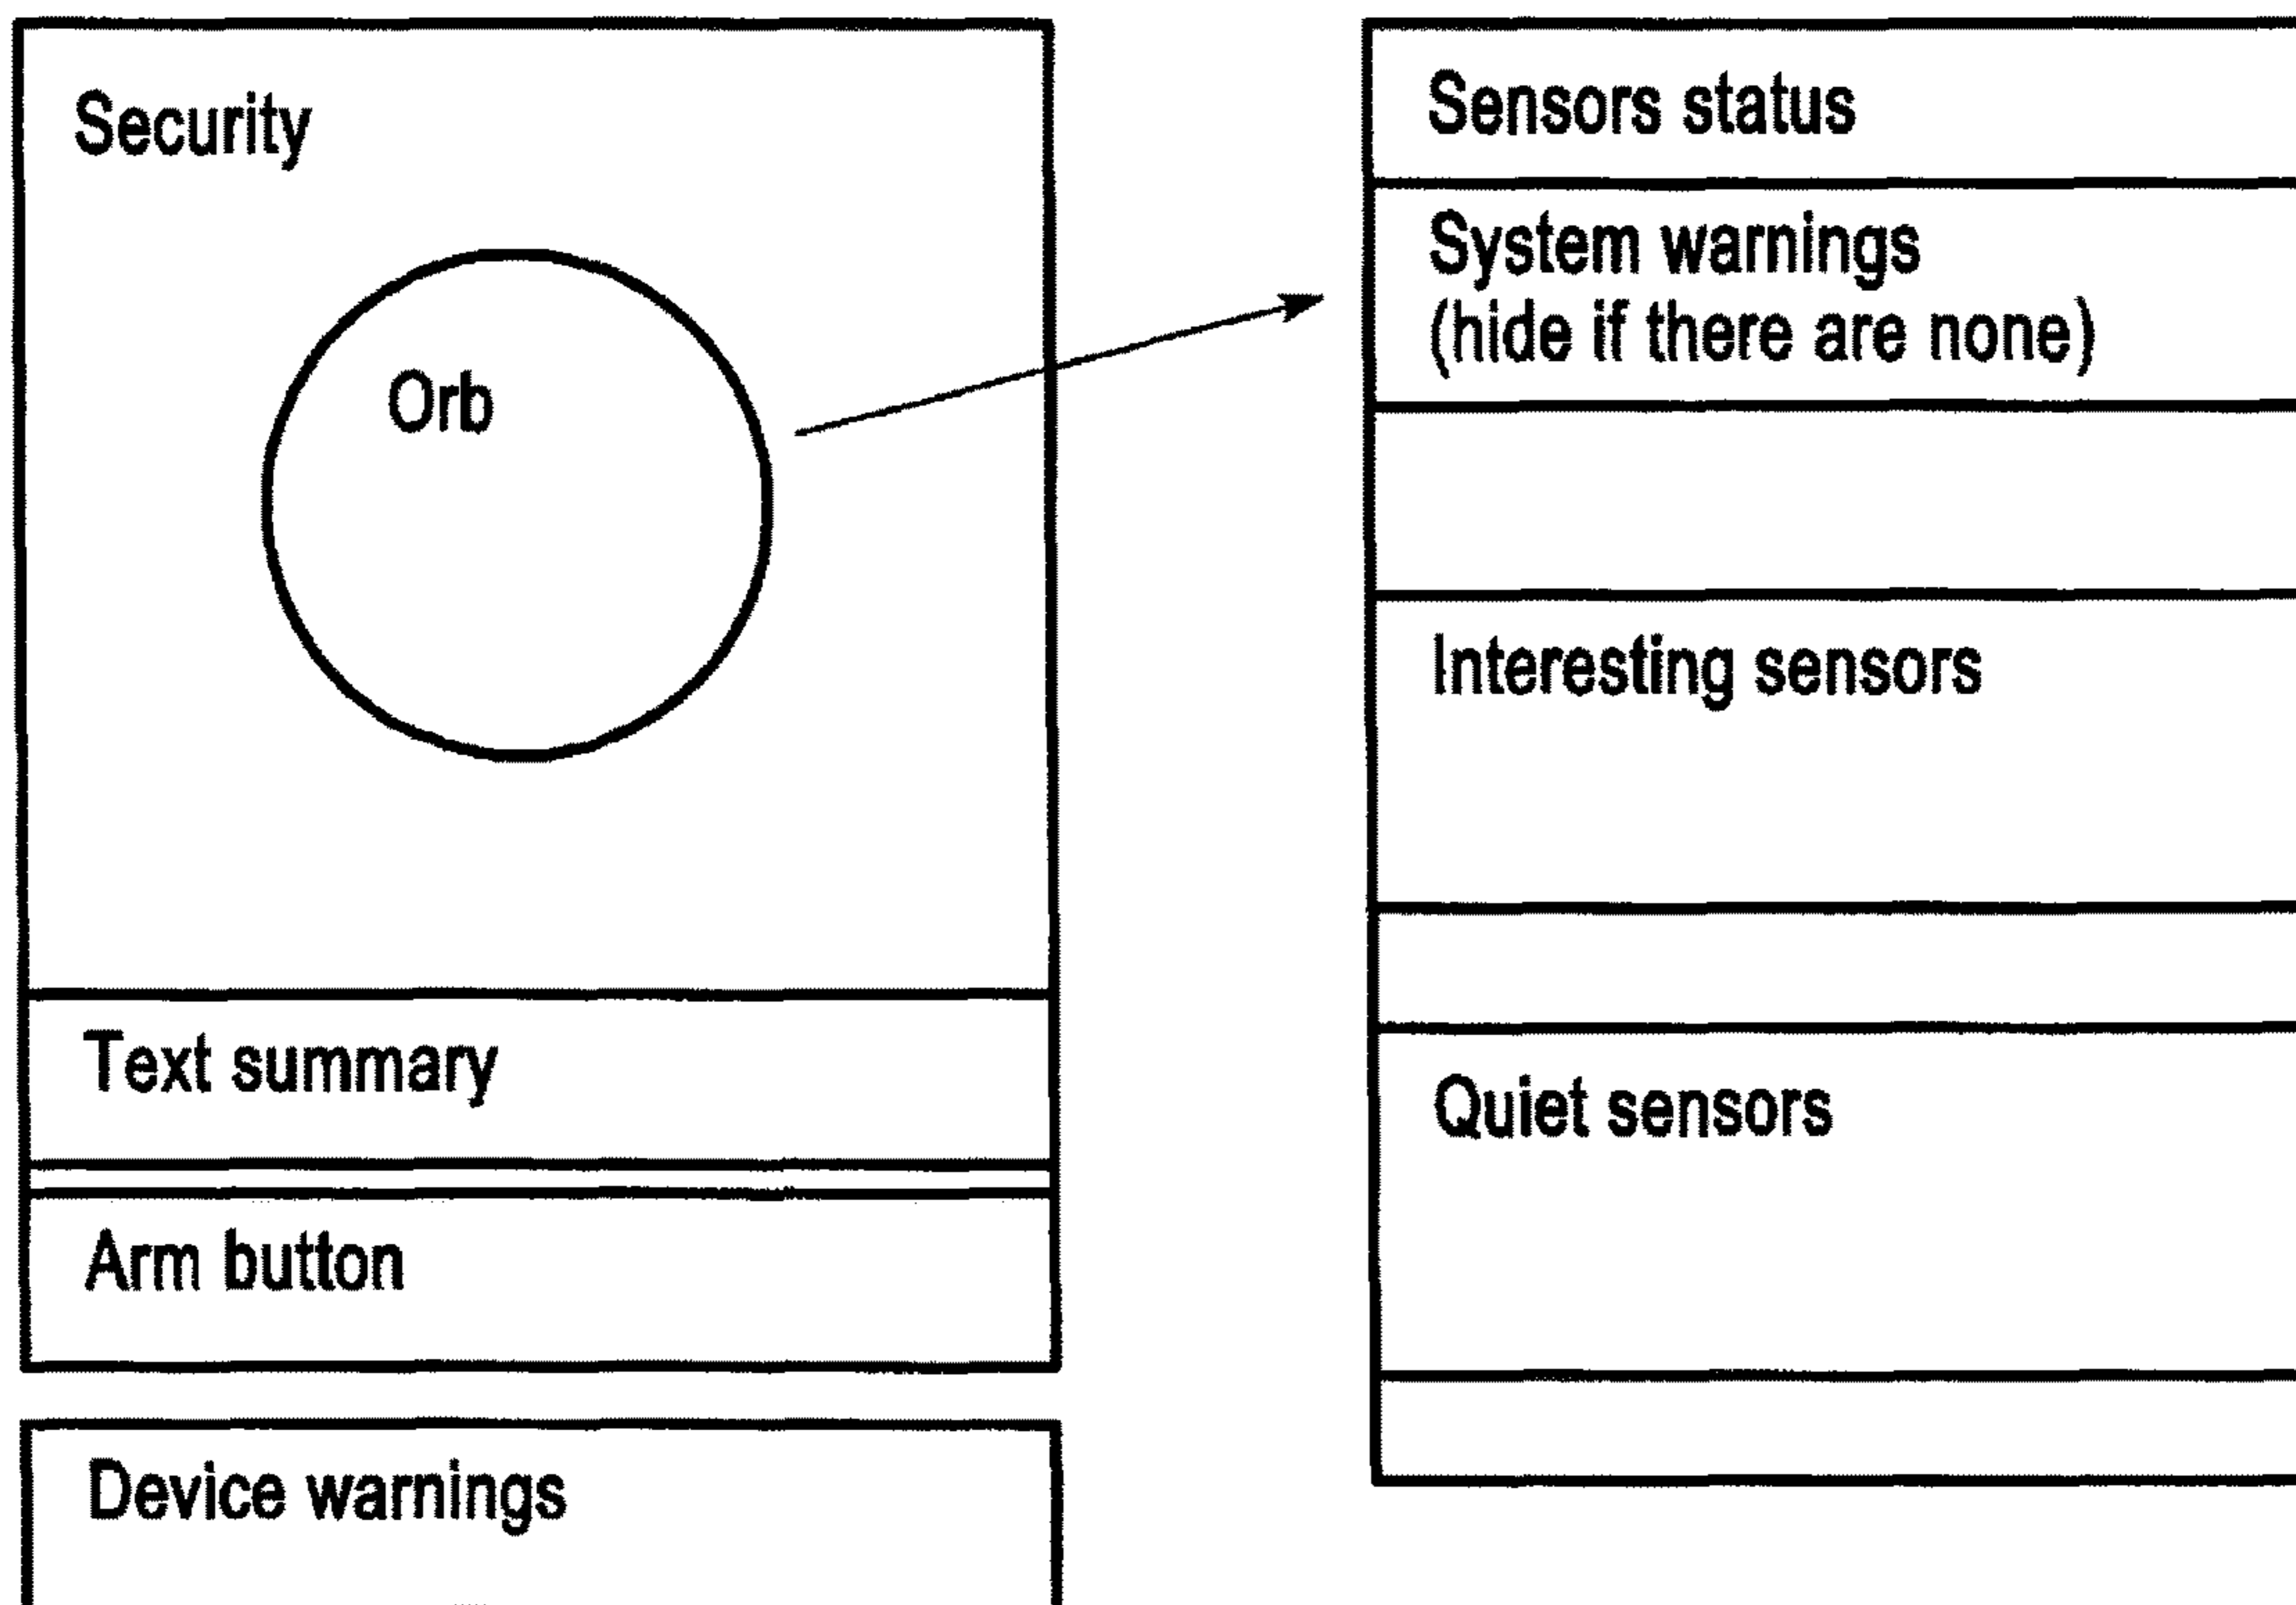 Security
Orb
Text summary
Arm button
Device warnings
Sensors status
System warnings
(hide if there are none)
Interesting sensors
Quiet sensors